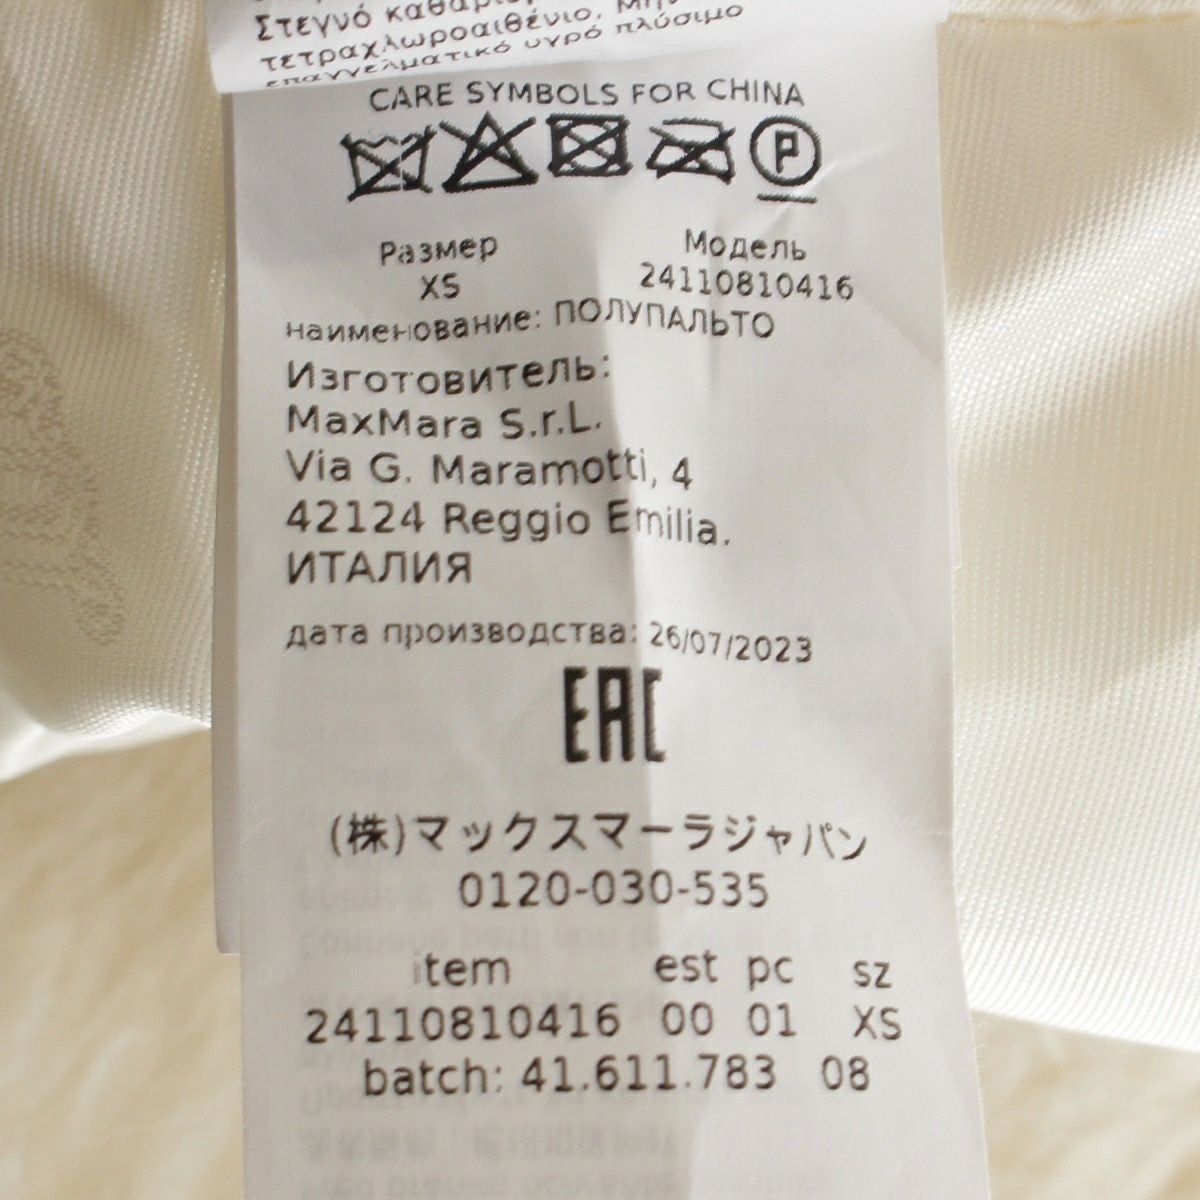 Στεγνό
τετραχλωροαιθένιο.
επαγγελματικό υγρό πλύσιμο
CARE SYMBOLS FOR CHINA
P
Размер Модель
XS 24110810416
наименование: ПОЛУПАЛЬТО
Изготовитель:
MaxMara S.r.L.
Via G. Maramotti, 4
42124 Reggio Emilia.
ИТАЛИЯ
дата производства: 26/07/2023
EAC
(株)マックスマーラジャパン
0120-030-535
item est pc sz
24110810416 00 01 XS
batch: 41.611.783 08